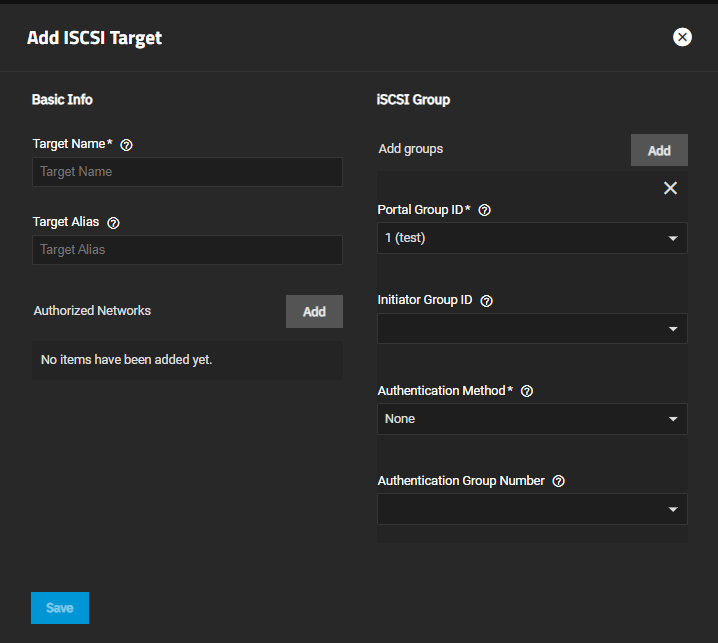 Add ISCSI Target
Basic Info
Target Name*
Target Name
Target Alias
Target Alias
Authorized Networks
Add
No items have been added yet.
iSCSI Group
Add groups
Add
Portal Group ID*
1 (test)
Initiator Group ID
Authentication Method*
None
Authentication Group Number
Save